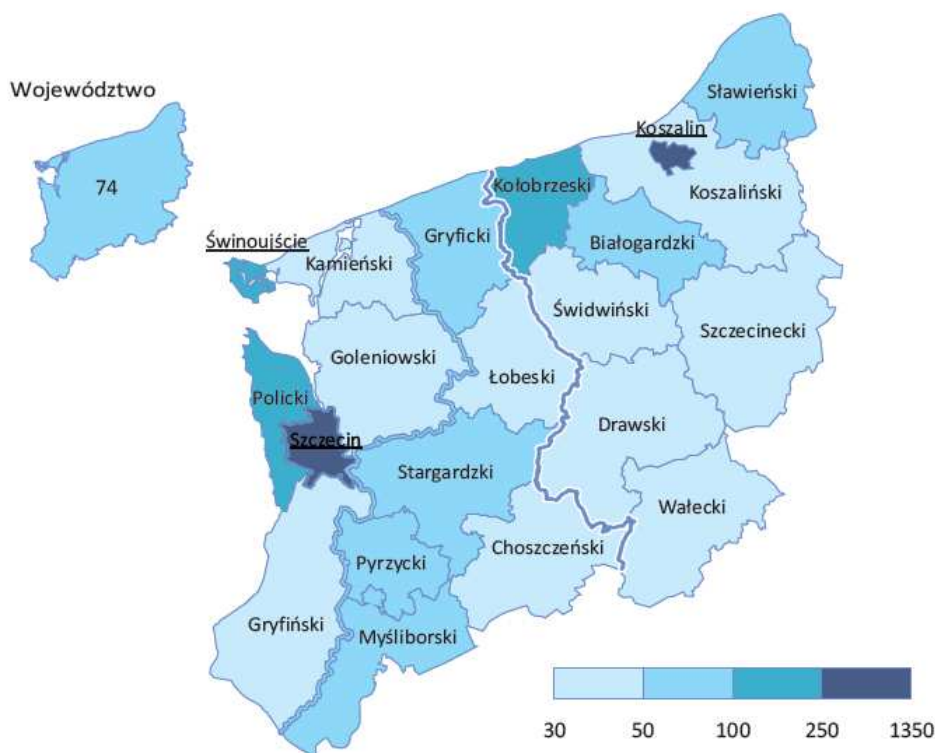 Województwo
74
Sławieński
Koszalin
Koszaliński
Kołobrzeski
Gryficki
Białogardzki
Świnoujście
Kamieński
Świdwiński
Szczecinecki
Goleniowski
Łobeski
Policki
Drawski
Szczecin
Stargardzki
Wałecki
Choszczeński
Pyrzycki
Gryfiński
Myśliborski
30 50 100 250 1350